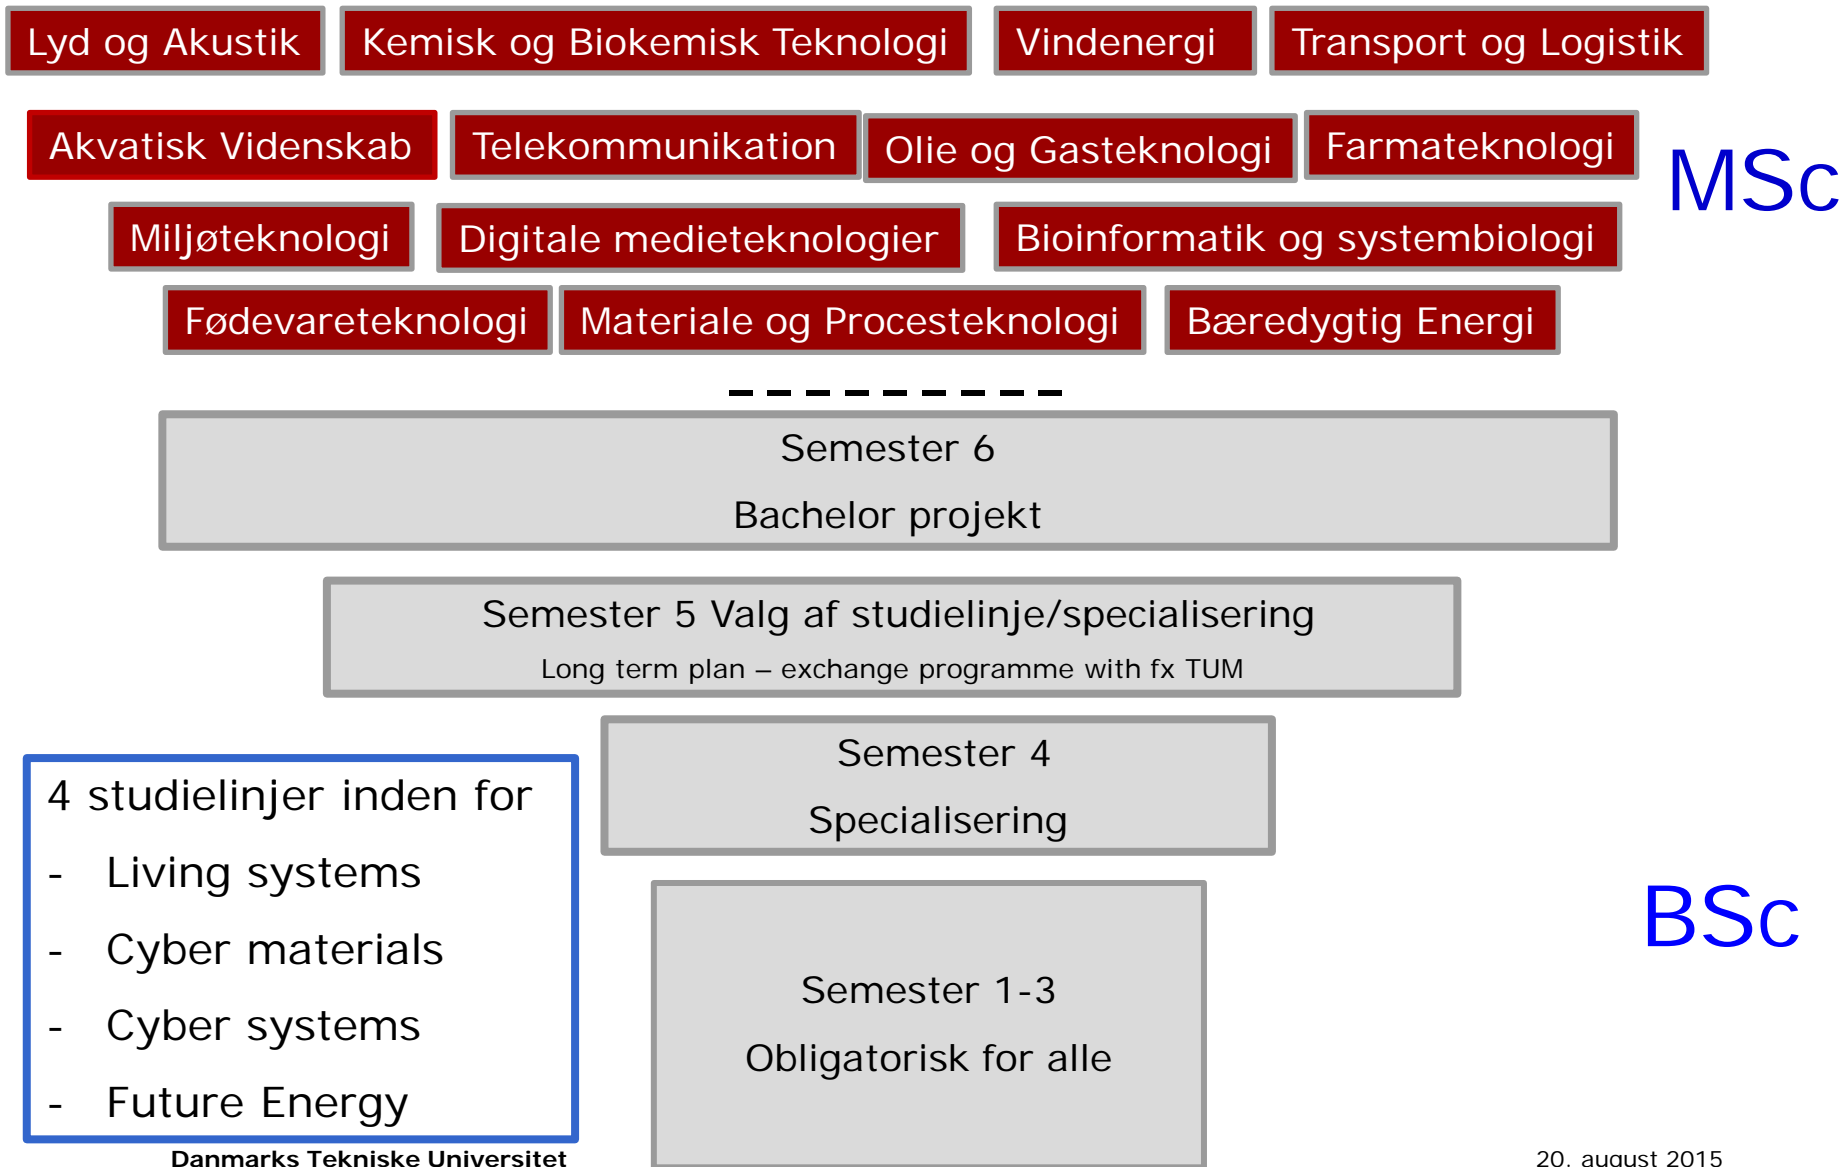 Lyd og Akustik
Kemisk og Biokemisk Teknologi
Vindenergi
Transport og Logistik
Akvatisk Videnskab
Telekommunikation
Olie og Gasteknologi
Farmateknologi
MSc
Miljøteknologi
Digitale medieteknologier
Bioinformatik og systembiologi
Fødevareteknologi
Materiale og Procesteknologi
Bæredygtig Energi
Semester 6
Bachelor projekt
Semester 5 Valg af studielinje/specialisering
Long term plan – exchange programme with fx TUM
Semester 4
Specialisering
4 studielinjer inden for
- Living systems
- Cyber materials
- Cyber systems
- Future Energy
BSc
Semester 1-3
Obligatorisk for alle
Danmarks Tekniske Universitet
20. august 2015